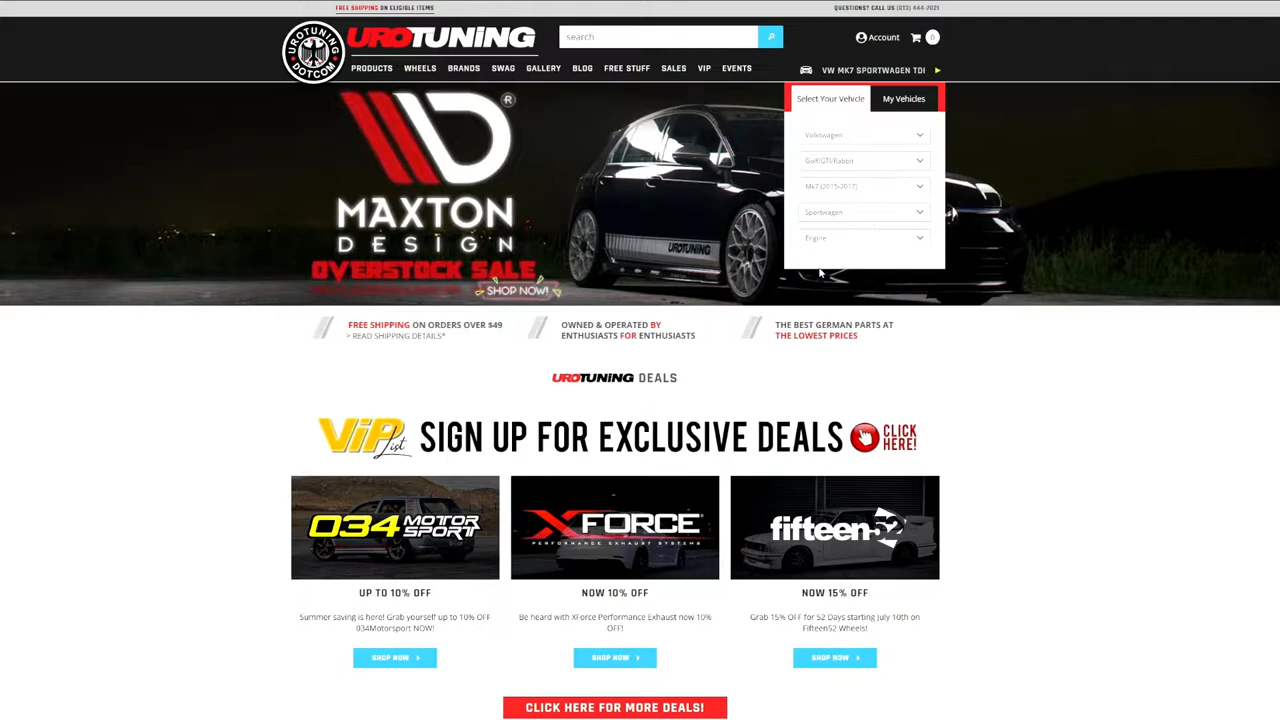 FREE SHIPPING ON ELIGIBLE ITEMS
QUESTIONS? CALL US (813) 444-7021
UROTUNING
DOTCOM
UROTUNING
search
Account
0
PRODUCTS WHEELS BRANDS SWAG GALLERY BLOG FREE STUFF SALES VIP EVENTS
VW MK7 SPORTWAGEN TDI
Select Your Vehicle
My Vehicles
Volkswagen
Golf/GTI/Rabbit
Mk7 (2015-2017)
Sportwagen
Engine
®
MAXTON
DESIGN
OVERSTOCK SALE
SHOP NOW!
UROTUNING
FREE SHIPPING ON ORDERS OVER $49
> READ SHIPPING DETAILS*
OWNED & OPERATED BY
ENTHUSIASTS FOR ENTHUSIASTS
THE BEST GERMAN PARTS AT
THE LOWEST PRICES
UROTUNING DEALS
ViP List SIGN UP FOR EXCLUSIVE DEALS CLICK HERE!
034 MOTOR SPORT
XFORCE
PERFORMANCE EXHAUST SYSTEMS
fifteen52
UP TO 10% OFF
NOW 10% OFF
NOW 15% OFF
Summer saving is here! Grab yourself up to 10% OFF
034Motorsport NOW!
Be heard with XForce Performance Exhaust now 10%
OFF!
Grab 15% OFF for 52 Days starting July 10th on
Fifteen52 Wheels!
SHOP NOW
SHOP NOW
SHOP NOW
CLICK HERE FOR MORE DEALS!